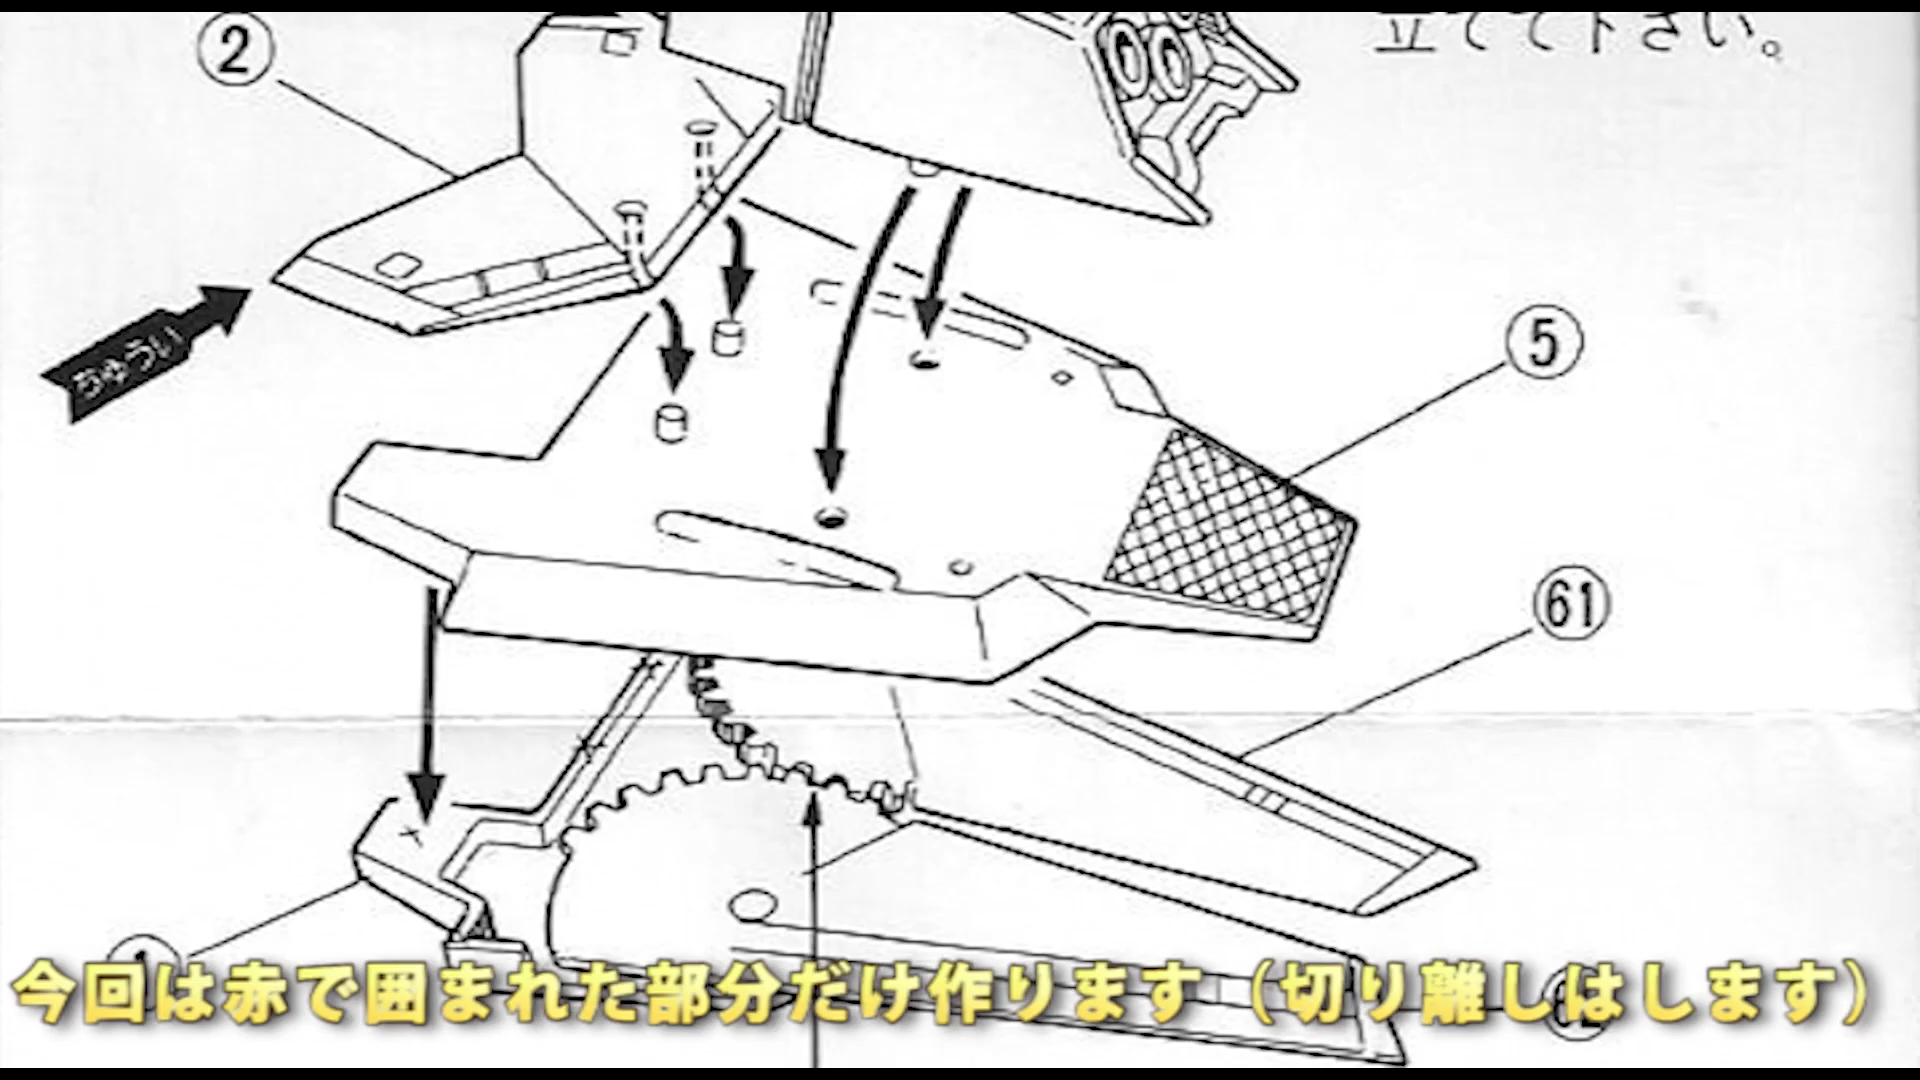 立てて下さい。
②
ちゅうい
⑤
61
今回は赤で囲まれた部分だけ作ります（切り離しはします）